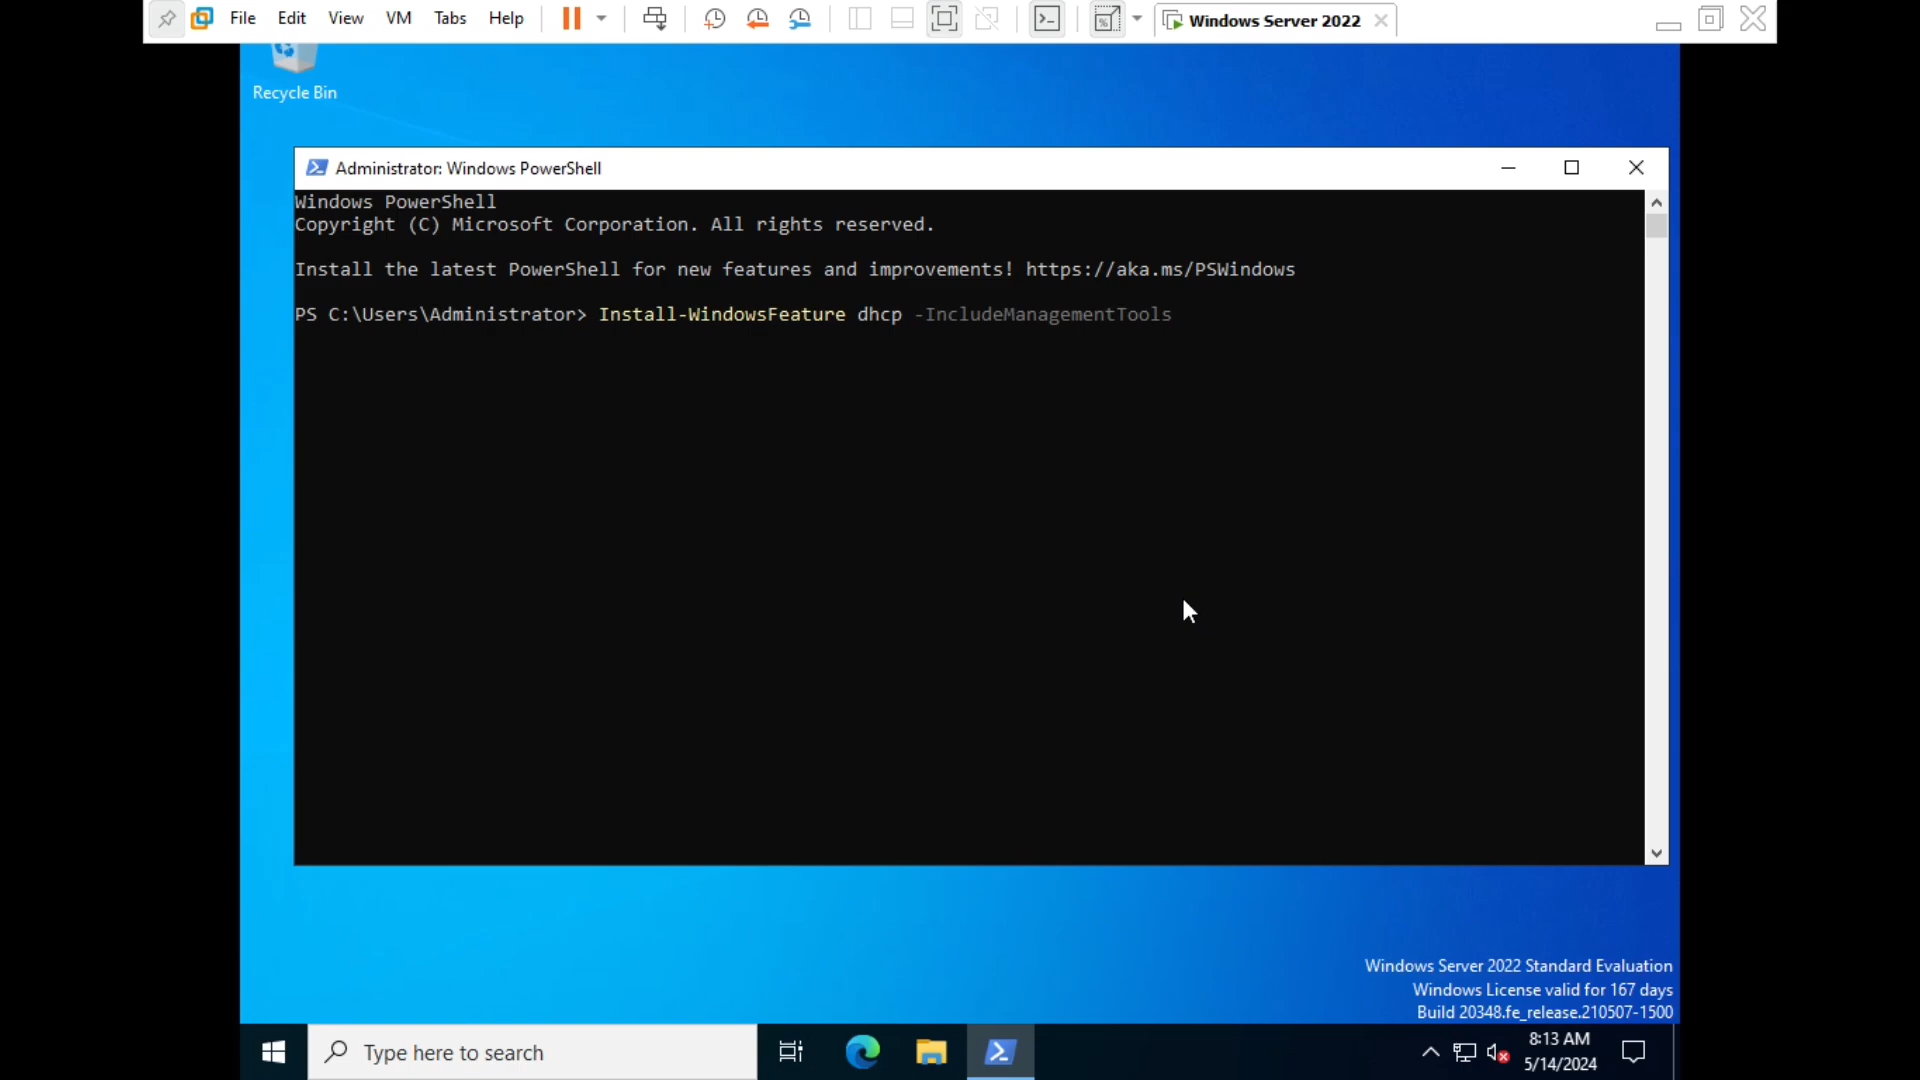 File Edit View VM Tabs Help Windows Server 2022
Recycle Bin
Administrator: Windows PowerShell
Windows PowerShell
Copyright (C) Microsoft Corporation. All rights reserved.
Install the latest PowerShell for new features and improvements! https://aka.ms/PSWindows
PS C:\Users\Administrator> Install-WindowsFeature dhcp -IncludeManagementTools
Windows Server 2022 Standard Evaluation
Windows License valid for 167 days
Build 20348.fe_release.210507-1500
Type here to search
8:13 AM
5/14/2024